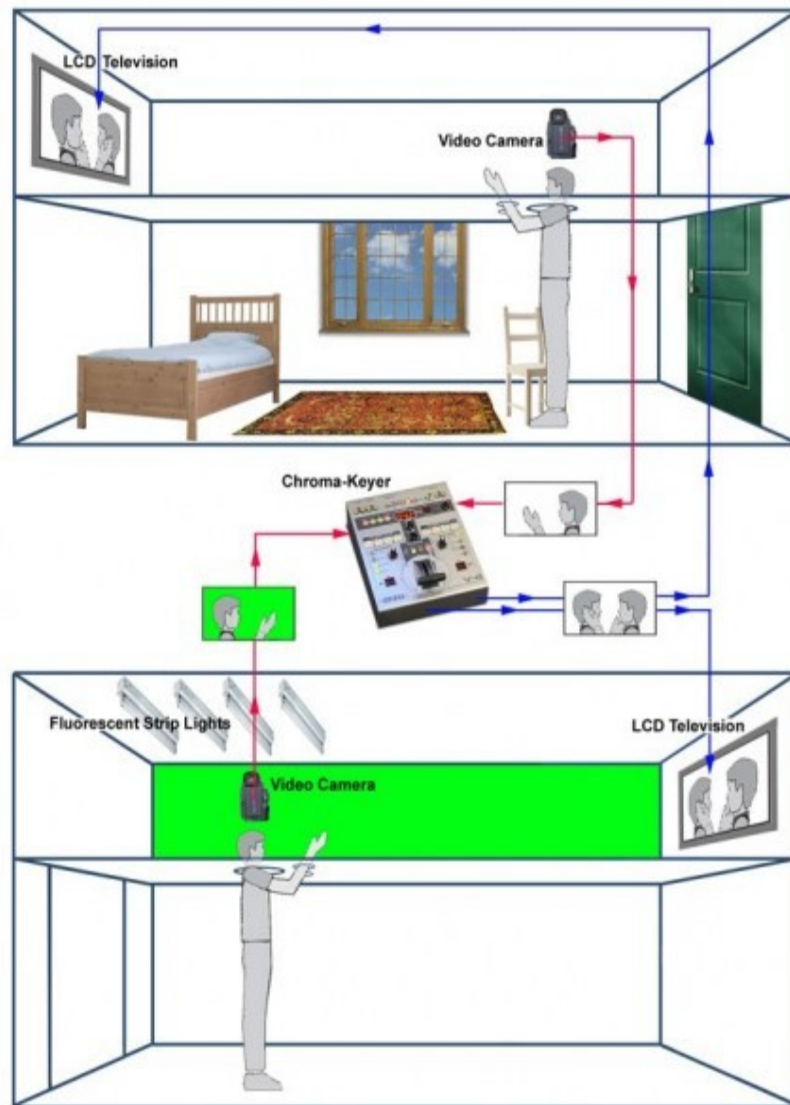 LCD Television
Video Camera
Chroma-Keyer
Fluorescent Strip Lights
LCD Television
Video Camera